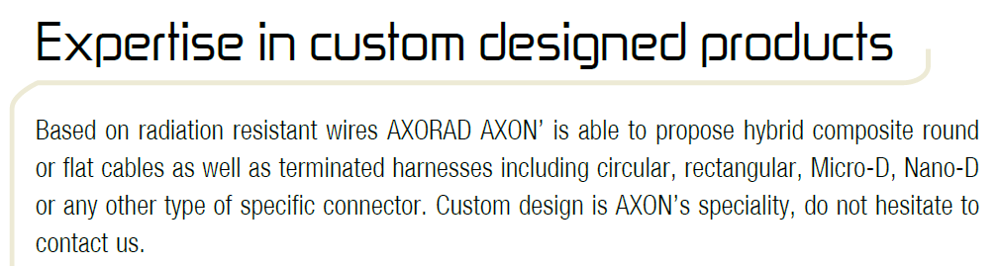 Expertise in custom designed products
Based on radiation resistant wires AXORAD AXON’ is able to propose hybrid composite round
or flat cables as well as terminated harnesses including circular, rectangular, Micro-D, Nano-D
or any other type of specific connector. Custom design is AXON’s speciality, do not hesitate to
contact us.